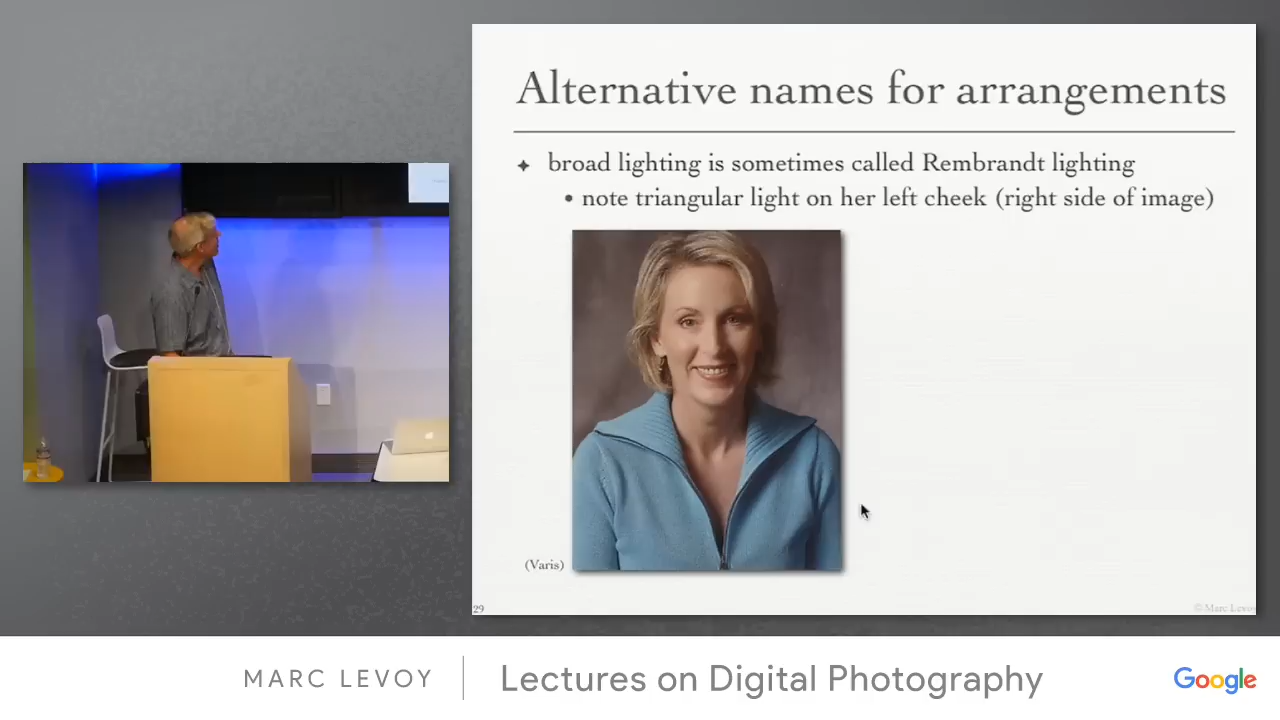 Alternative names for arrangements
✦ broad lighting is sometimes called Rembrandt lighting
• note triangular light on her left cheek (right side of image)
(Varis)
29
© Marc Levoy
MARC LEVOY
Lectures on Digital Photography
Google